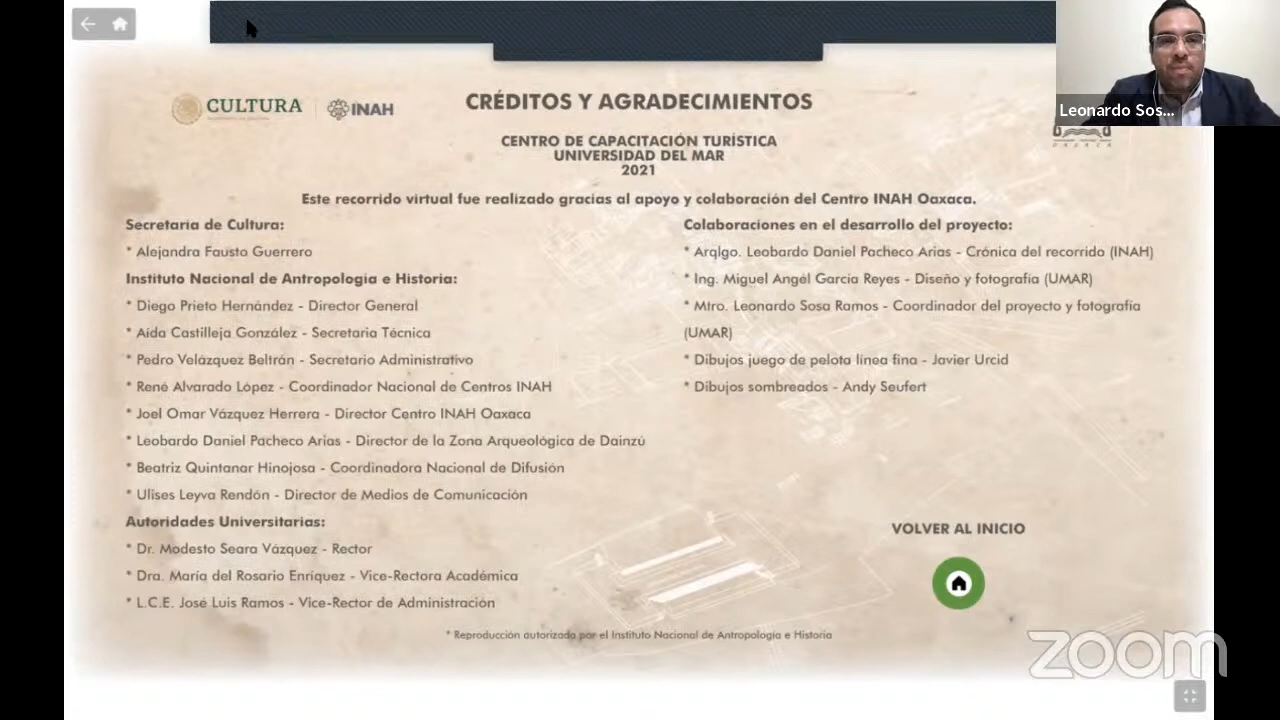 CULTURA
INAH
CRÉDITOS Y AGRADECIMIENTOS
Leonardo Sos...
OAXACA
CENTRO DE CAPACITACIÓN TURÍSTICA
UNIVERSIDAD DEL MAR
2021
Este recorrido virtual fue realizado gracias al apoyo y colaboración del Centro INAH Oaxaca.
Secretaría de Cultura:
* Alejandra Fausto Guerrero
Instituto Nacional de Antropología e Historia:
* Diego Prieto Hernández - Director General
* Aída Castilleja González - Secretaria Técnica
* Pedro Velázquez Beltrán - Secretario Administrativo
* René Alvarado López - Coordinador Nacional de Centros INAH
* Joel Omar Vázquez Herrera - Director Centro INAH Oaxaca
* Leobardo Daniel Pacheco Arias - Director de la Zona Arqueológica de Dainzú
* Beatriz Quintanar Hinojosa - Coordinadora Nacional de Difusión
* Ulises Leyva Rendón - Director de Medios de Comunicación
Autoridades Universitarias:
* Dr. Modesto Seara Vázquez - Rector
* Dra. María del Rosario Enríquez - Vice-Rectora Académica
* L.C.E. José Luis Ramos - Vice-Rector de Administración
Colaboraciones en el desarrollo del proyecto:
* Arqlgo. Leobardo Daniel Pacheco Arias - Crónica del recorrido (INAH)
* Ing. Miguel Angel García Reyes - Diseño y fotografía (UMAR)
* Mtro. Leonardo Sosa Ramos - Coordinador del proyecto y fotografía
(UMAR)
* Dibujos juego de pelota línea fina - Javier Urcid
* Dibujos sombreados - Andy Seufert
VOLVER AL INICIO
* Reproducción autorizada por el Instituto Nacional de Antropología e Historia
zoom